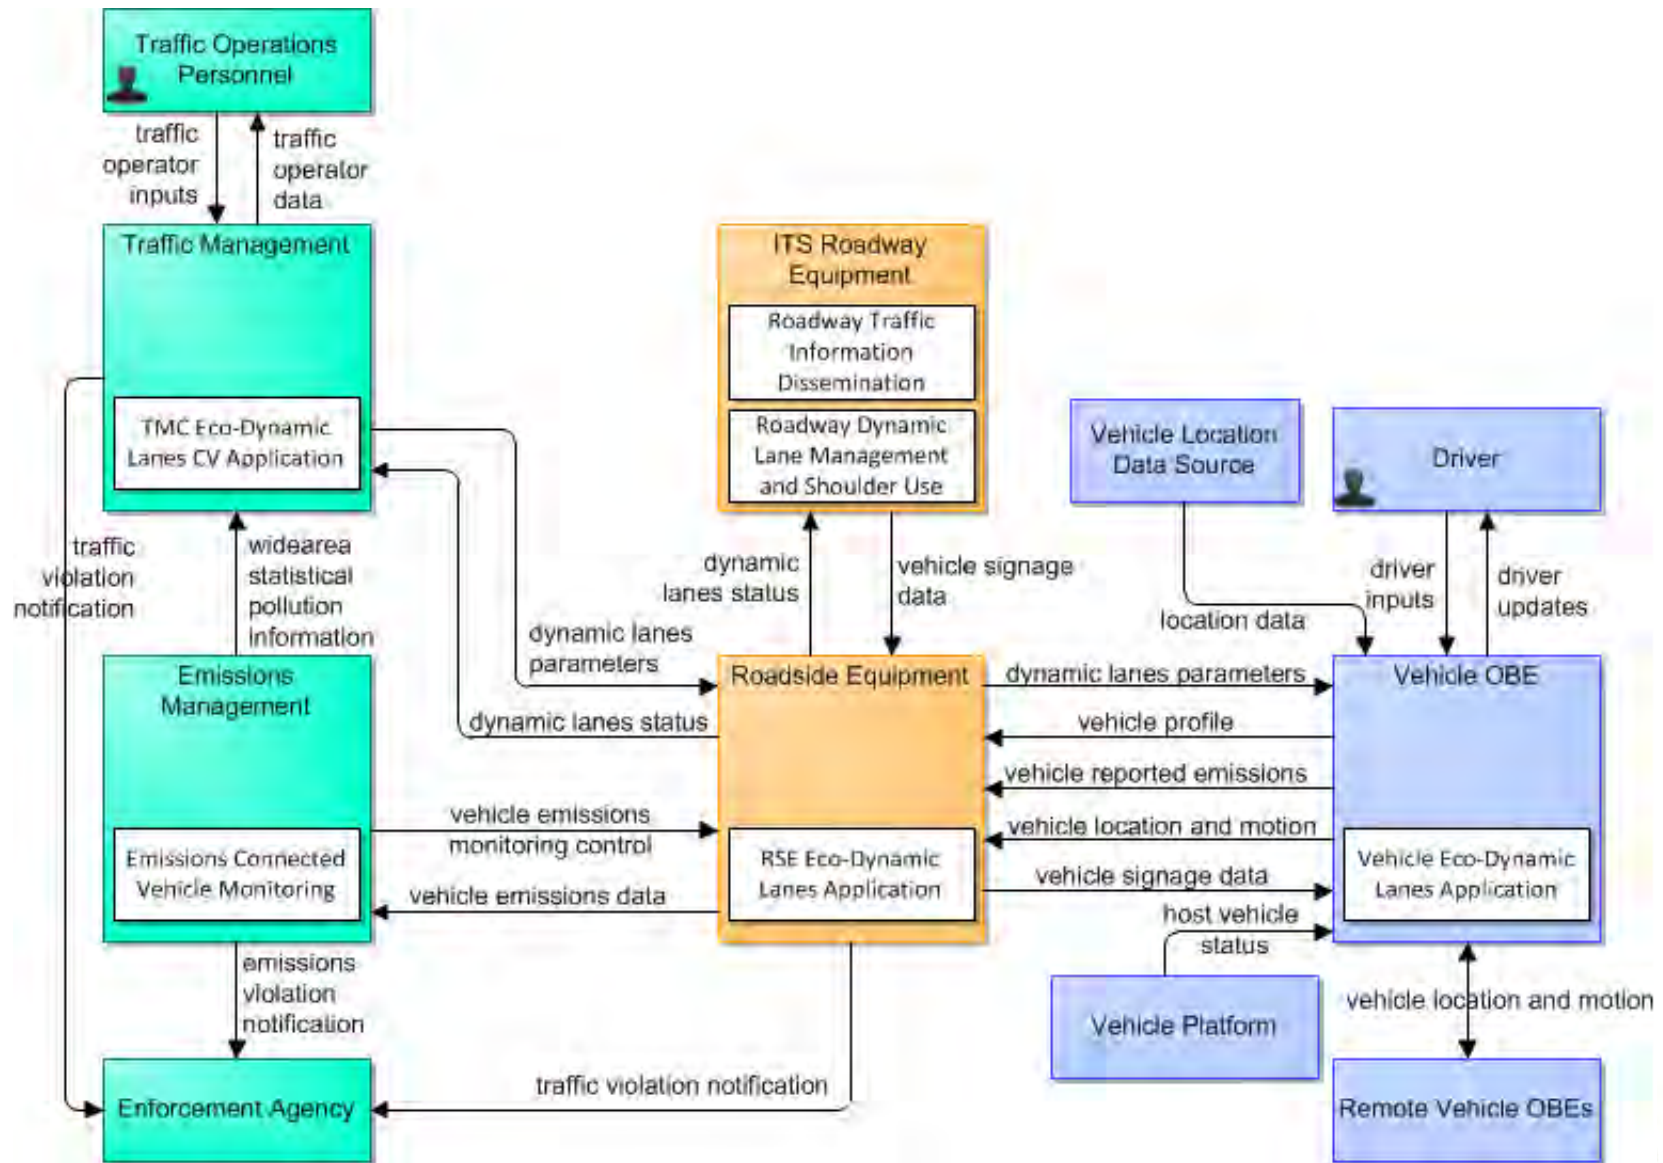 Traffic Operations
Personnel
traffic
operator
inputs
traffic
operator
data
Traffic Management
TMC Eco-Dynamic
Lanes CV Application
ITS Roadway
Equipment
Roadway Traffic
Information
Dissemination
Roadway Dynamic
Lane Management
and Shoulder Use
Vehicle Location
Data Source
Driver
traffic
violation
notification
widearea
statistical
pollution
information
dynamic lanes
parameters
dynamic
lanes status
vehicle signage
data
location data
driver
inputs
driver
updates
Emissions
Management
Emissions Connected
Vehicle Monitoring
dynamic lanes status
vehicle emissions
monitoring control
vehicle emissions data
Roadside Equipment
RSE Eco-Dynamic
Lanes Application
dynamic lanes parameters
vehicle profile
vehicle reported emissions
vehicle location and motion
vehicle signage data
host vehicle
status
Vehicle OBE
Vehicle Eco-Dynamic
Lanes Application
emissions
violation
notification
Vehicle Platform
vehicle location and motion
Enforcement Agency
traffic violation notification
Remote Vehicle OBEs